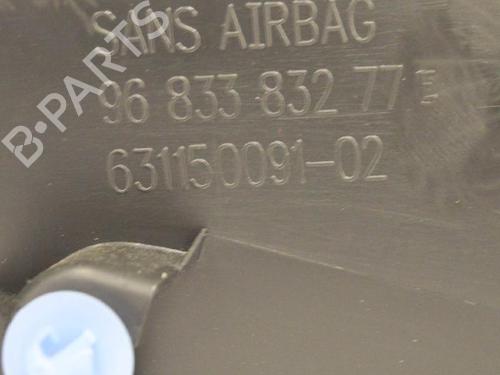 SANS AIRBAG
96 833 832 77 E
631150091-02
B-PARTS